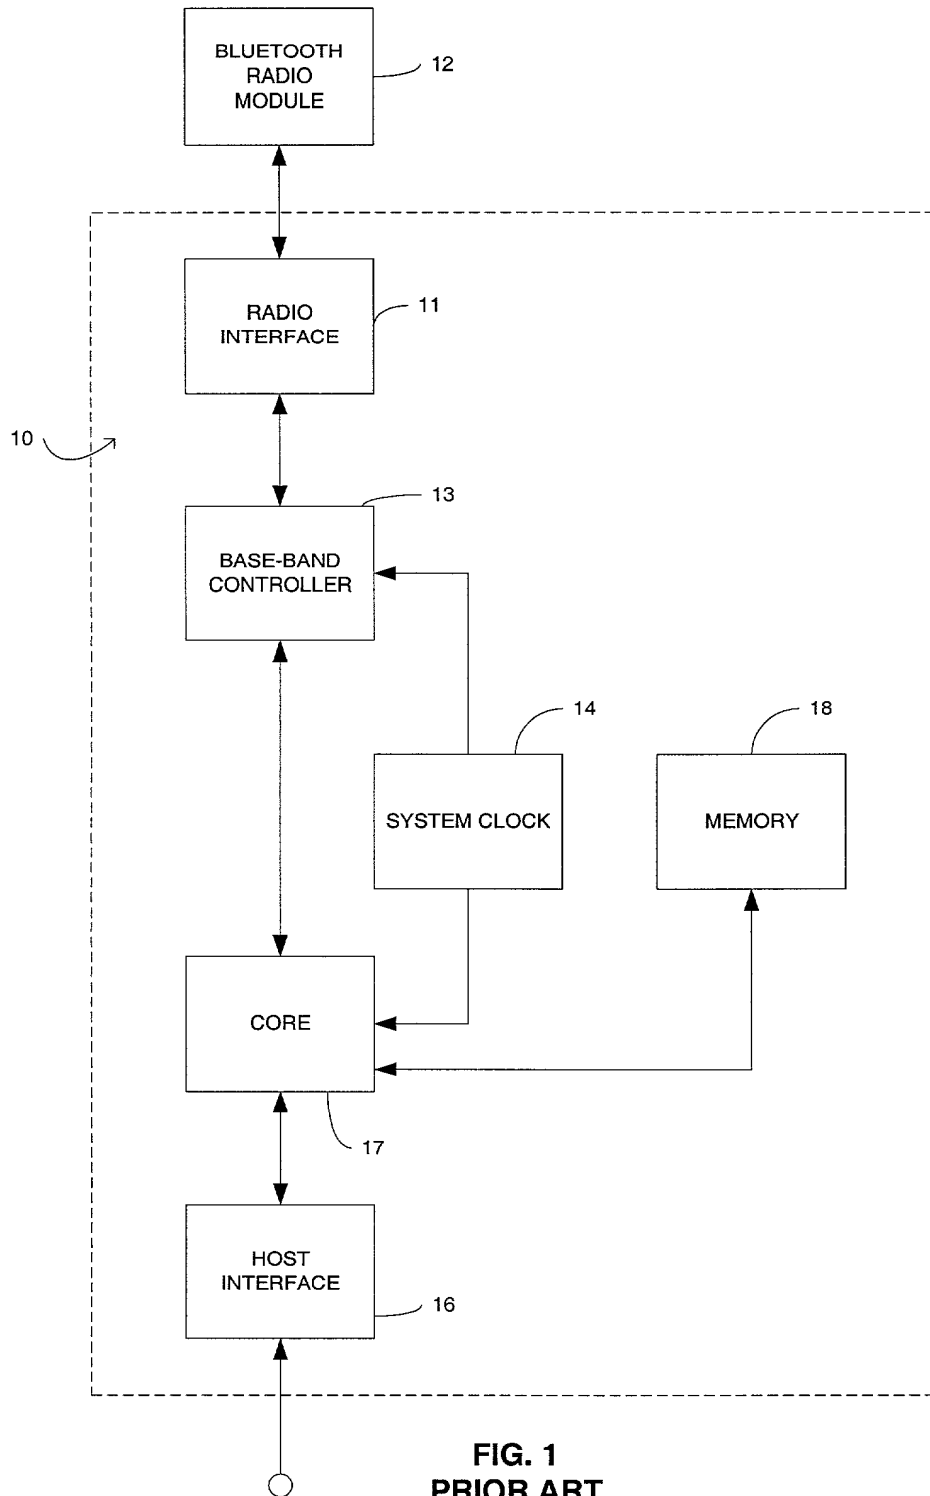 BLUETOOTH
RADIO
MODULE
12
RADIO
INTERFACE
11
10
13
BASE-BAND
CONTROLLER
14
18
SYSTEM CLOCK
MEMORY
CORE
17
HOST
INTERFACE
16
FIG. 1
PRIOR ART